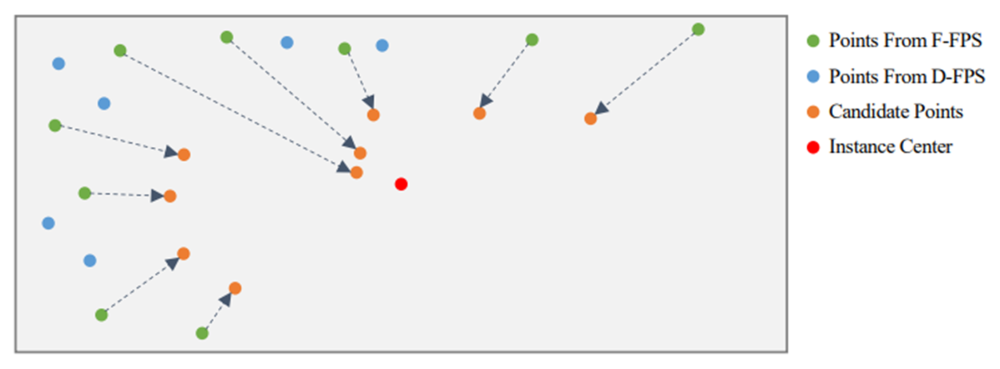 Points From F-FPS
Points From D-FPS
Candidate Points
Instance Center